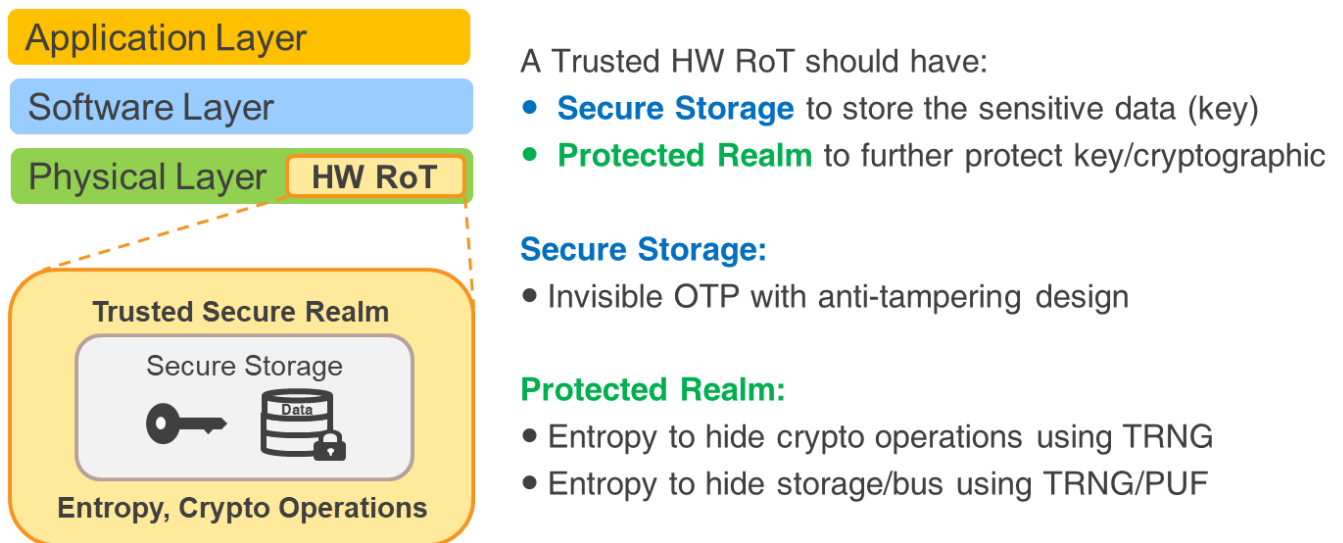 Application Layer
Software Layer
Physical Layer
HW RoT
Trusted Secure Realm
Secure Storage
Data
Entropy, Crypto Operations
A Trusted HW RoT should have:
• Secure Storage to store the sensitive data (key)
• Protected Realm to further protect key/cryptographic
Secure Storage:
• Invisible OTP with anti-tampering design
Protected Realm:
• Entropy to hide crypto operations using TRNG
• Entropy to hide storage/bus using TRNG/PUF